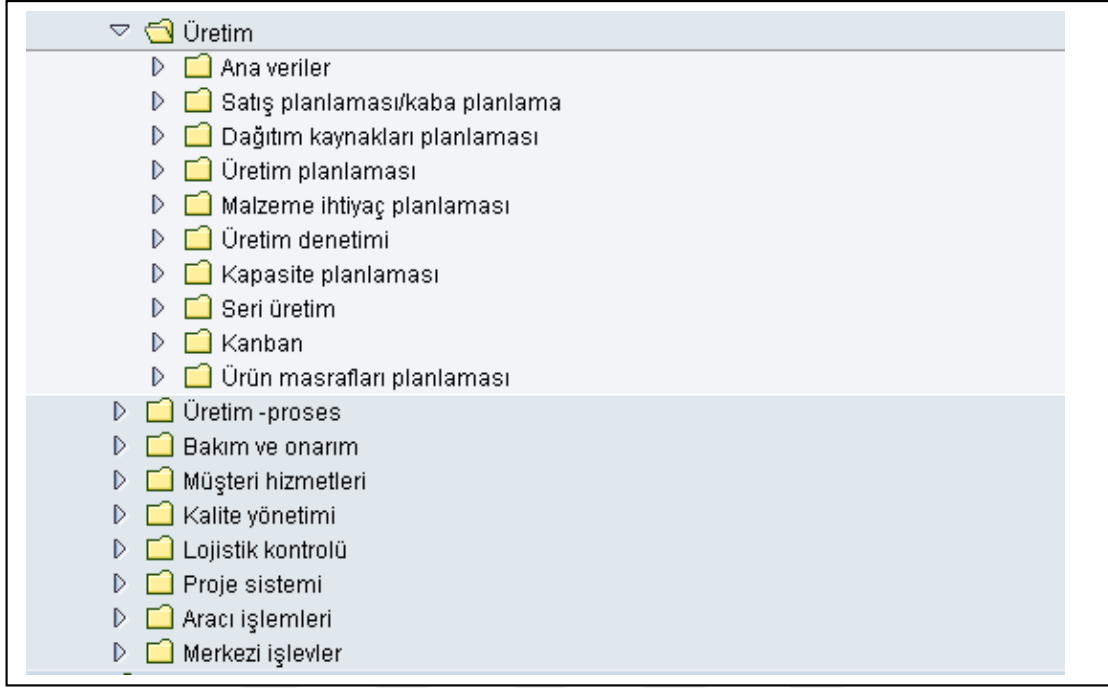 Üretim
Ana veriler
Satış planlaması/kaba planlama
Dağıtım kaynakları planlaması
Üretim planlaması
Malzeme ihtiyaç planlaması
Üretim denetimi
Kapasite planlaması
Seri üretim
Kanban
Ürün masrafları planlaması
Üretim -proses
Bakım ve onarım
Müşteri hizmetleri
Kalite yönetimi
Lojistik kontrolü
Proje sistemi
Aracı işlemleri
Merkezi işlevler